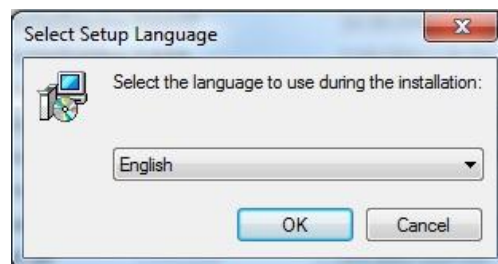 Select Setup Language
Select the language to use during the installation:
English
OK
Cancel